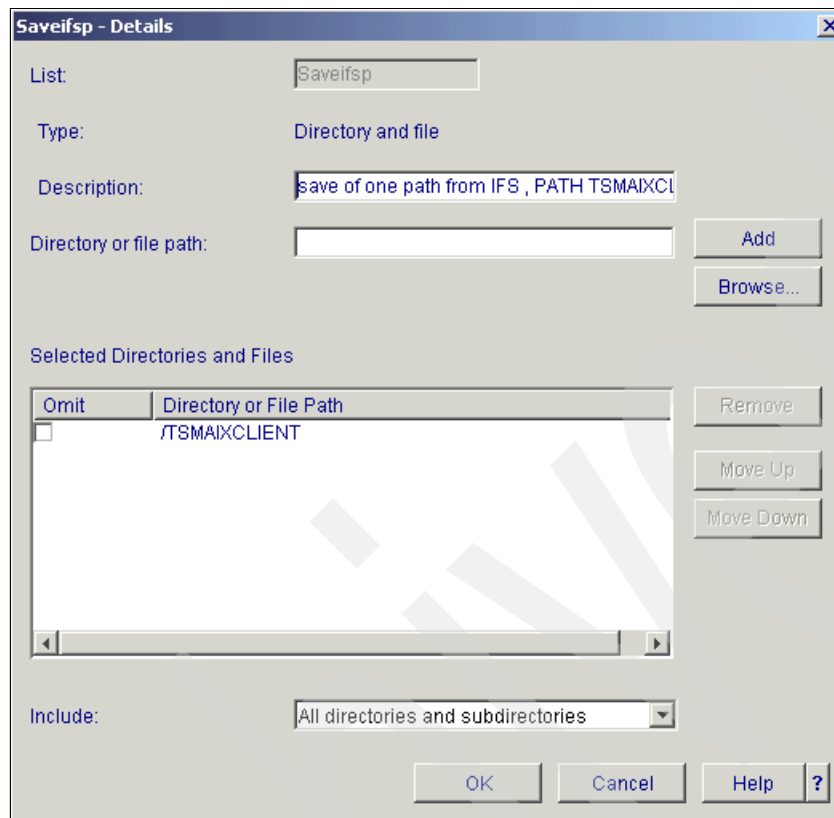 Saveifsp - Details
List: Saveifsp
Type: Directory and file
Description: save of one path from IFS , PATH TSMAIXCL
Directory or file path: Add
Browse...
Selected Directories and Files
Omit Directory or File Path Remove
/TSMAIXCLIENT
Move Up
Move Down
Include: All directories and subdirectories
OK Cancel Help ?